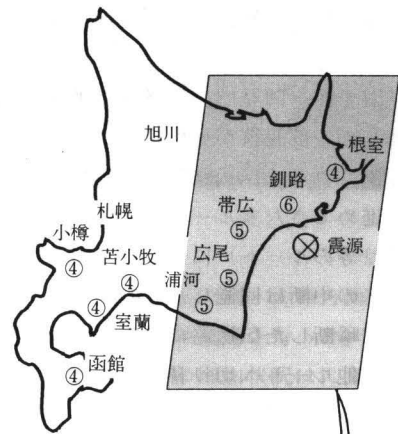 旭川
根室
④
釧路
⑥
帯広
⑤
札幌
小樽
④
苫小牧
④
広尾
⑤
震源
浦河
⑤
室蘭
④
函館
④